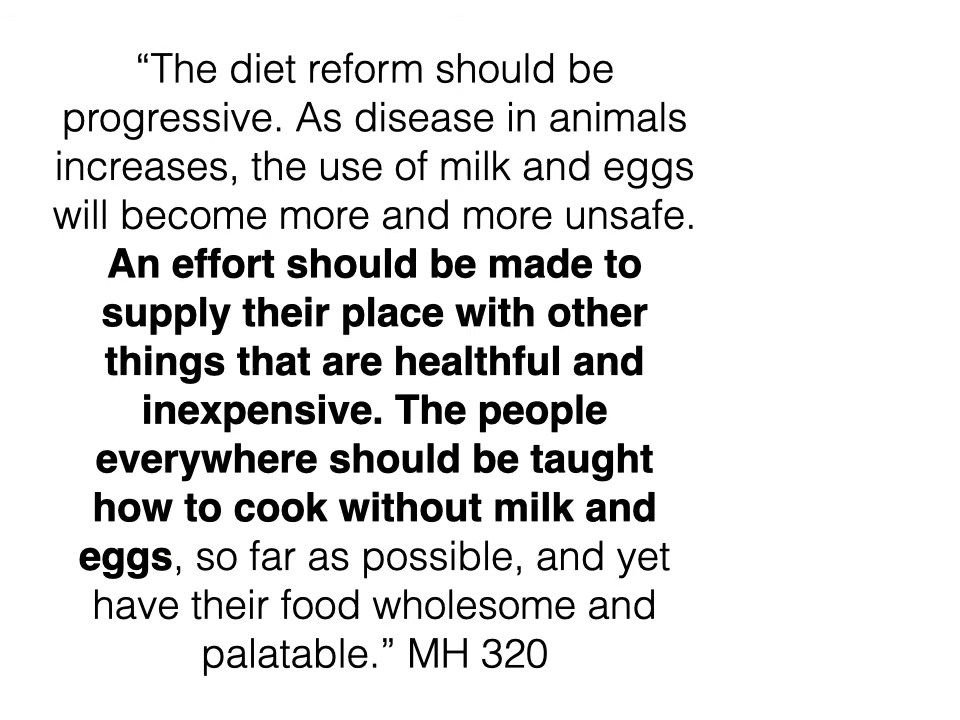 “The diet reform should be
progressive. As disease in animals
increases, the use of milk and eggs
will become more and more unsafe.
An effort should be made to
supply their place with other
things that are healthful and
inexpensive. The people
everywhere should be taught
how to cook without milk and
eggs, so far as possible, and yet
have their food wholesome and
palatable.” MH 320